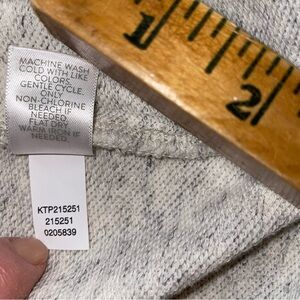 MACHINE WASH
COLD WITH LIKE
COLORS.
GENTLE CYCLE.
ONLY
NON-CHLORINE
BLEACH IF
NEEDED.
FLAT DRY.
WARM IRON IF
NEEDED.
KTP215251
215251
0205839
1
2